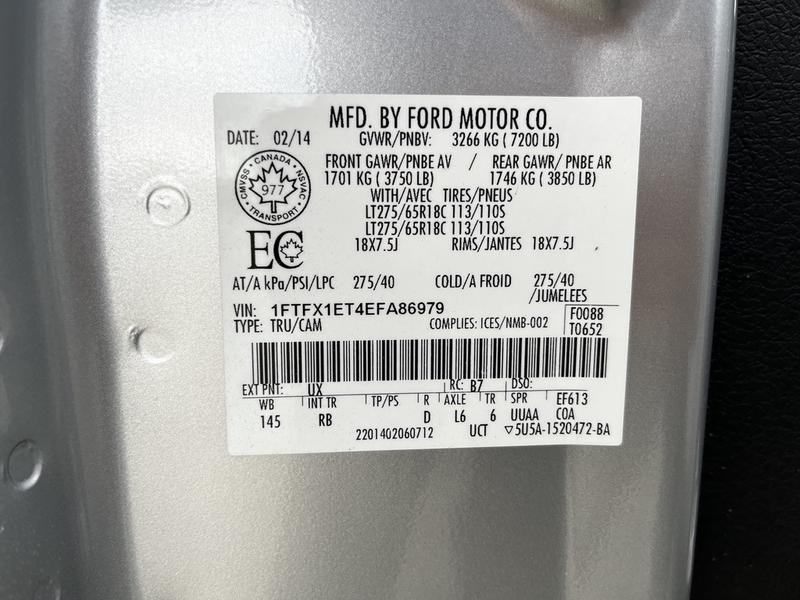 MFD. BY FORD MOTOR CO.
DATE: 02/14 GVWR/PNBV: 3266 KG ( 7200 LB)
FRONT GAWR/PNBE AV / REAR GAWR/ PNBE AR
1701 KG ( 3750 LB) 1746 KG ( 3850 LB)
WITH/AVEC TIRES/PNEUS
LT275/65R18C 113/110S
LT275/65R18C 113/110S
18X7.5J RIMS/JANTES 18X7.5J
CMVSS • CANADA • NSVAC
977
• TRANSPORT •
EC
AT/A kPa/PSI/LPC 275/40 COLD/A FROID 275/40
/JUMELEES
VIN: 1FTFX1ET4EFA86979 F0088
TYPE: TRU/CAM COMPLIES: ICES/NMB-002 T0652
EXT PNT: UX RC: B7 DSO:
WB INT TR TP/PS R AXLE TR SPR EF613
145 RB D L6 6 UUAA COA
2201402060712 UCT ▽5U5A-1520472-BA